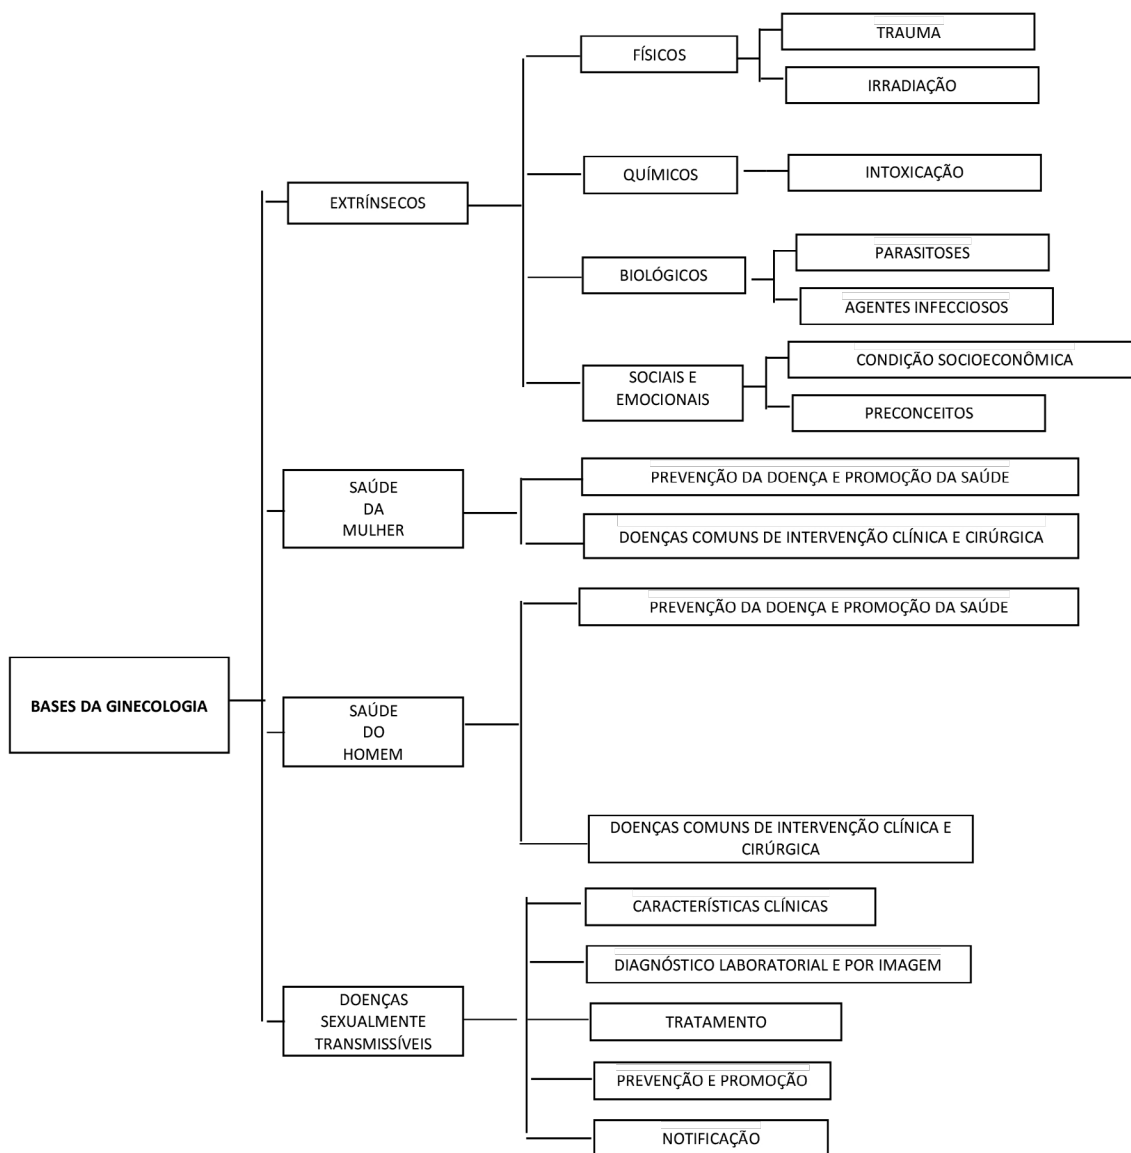 TRAUMA
FÍSICOS
IRRADIAÇÃO
QUÍMICOS
INTOXICAÇÃO
EXTRÍNSECOS
PARASITOSES
BIOLÓGICOS
AGENTES INFECCIOSOS
CONDIÇÃO SOCIOECONÔMICA
SOCIAIS E
EMOCIONAIS
PRECONCEITOS
PREVENÇÃO DA DOENÇA E PROMOÇÃO DA SAÚDE
SAÚDE
DA
MULHER
DOENÇAS COMUNS DE INTERVENÇÃO CLÍNICA E CIRÚRGICA
PREVENÇÃO DA DOENÇA E PROMOÇÃO DA SAÚDE
BASES DA GINECOLOGIA
SAÚDE
DO
HOMEM
DOENÇAS COMUNS DE INTERVENÇÃO CLÍNICA E
CIRÚRGICA
CARACTERÍSTICAS CLÍNICAS
DIAGNÓSTICO LABORATORIAL E POR IMAGEM
DOENÇAS
SEXUALMENTE
TRANSMISSÍVEIS
TRATAMENTO
PREVENÇÃO E PROMOÇÃO
NOTIFICAÇÃO